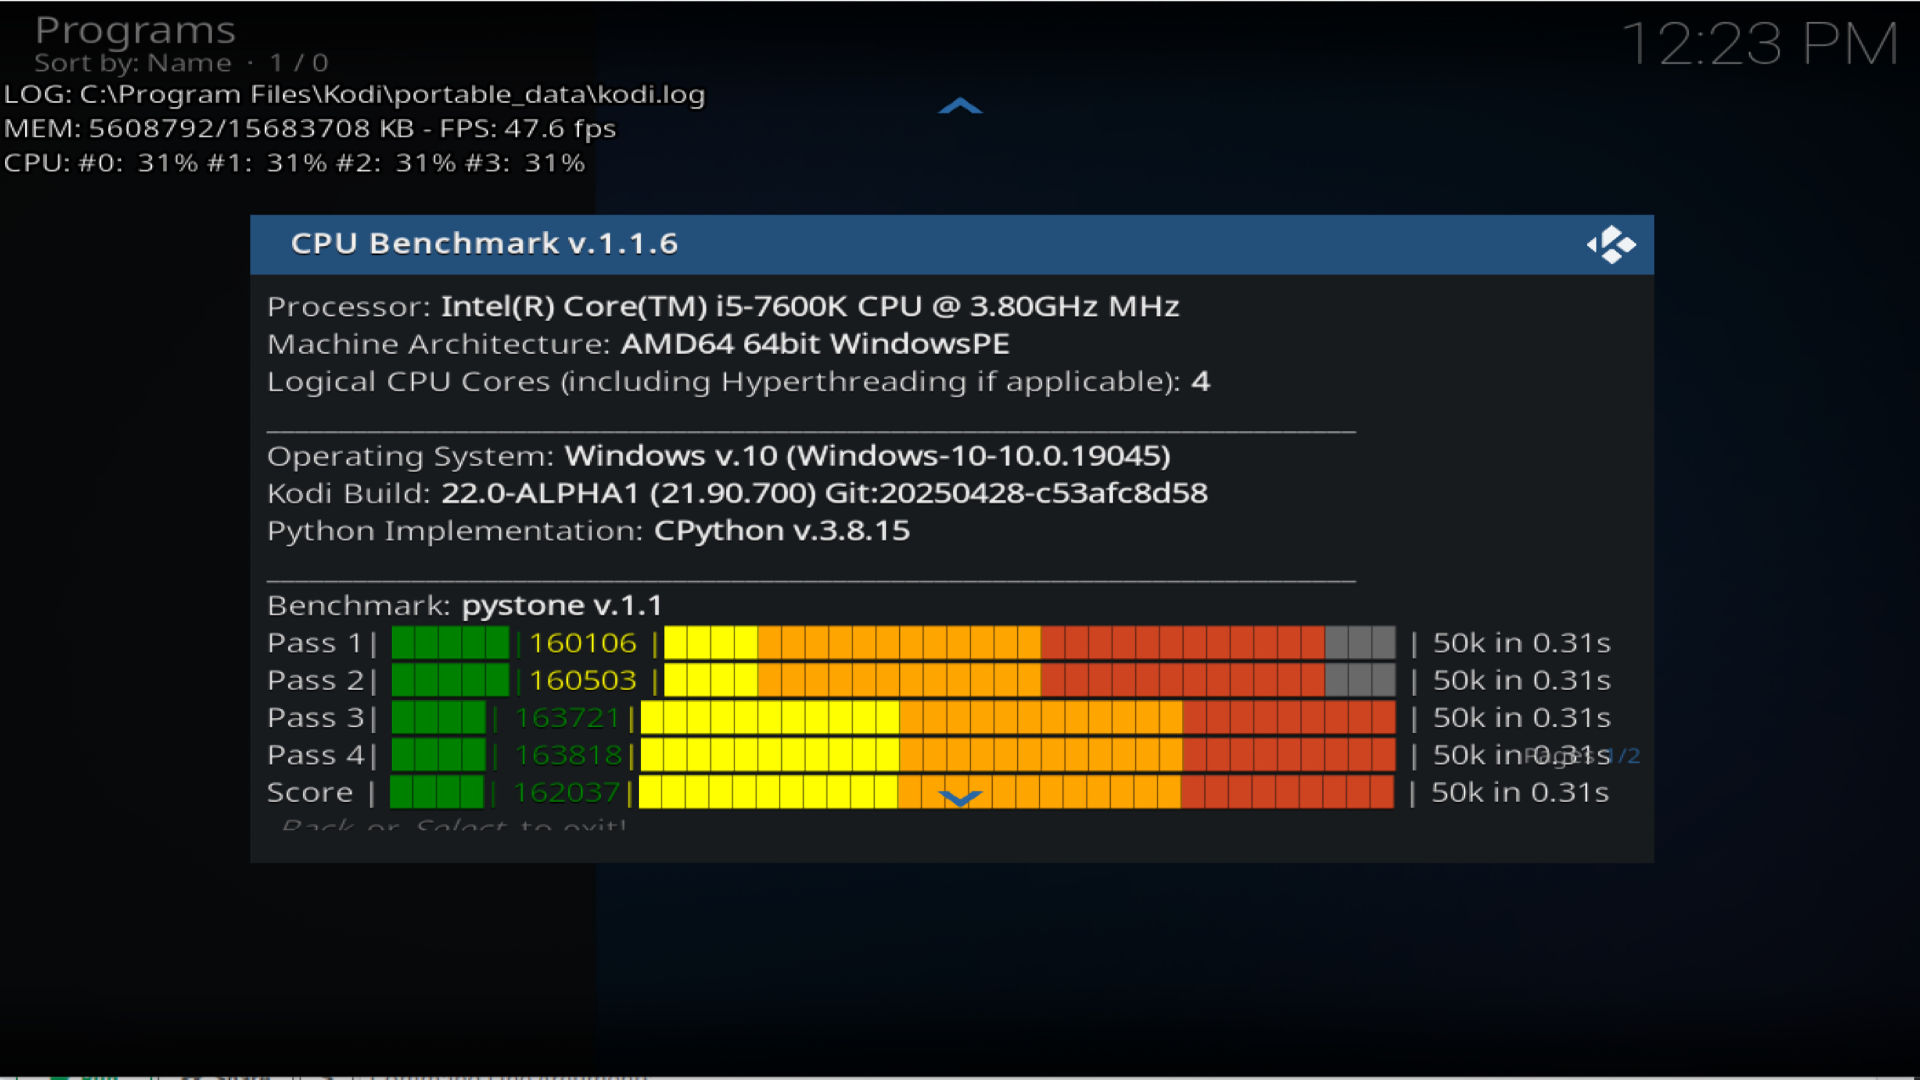 Programs
12:23 PM
Sort by: Name · 1 / 0
LOG: C:\Program Files\Kodi\portable_data\kodi.log
MEM: 5608792/15683708 KB - FPS: 47.6 fps
CPU: #0: 31% #1: 31% #2: 31% #3: 31%
CPU Benchmark v.1.1.6
Processor: Intel(R) Core(TM) i5-7600K CPU @ 3.80GHz MHz
Machine Architecture: AMD64 64bit WindowsPE
Logical CPU Cores (including Hyperthreading if applicable): 4
Operating System: Windows v.10 (Windows-10-10.0.19045)
Kodi Build: 22.0-ALPHA1 (21.90.700) Git:20250428-c53afc8d58
Python Implementation: CPython v.3.8.15
Benchmark: pystone v.1.1
Pass 1| | 160106 | | 50k in 0.31s
Pass 2| | 160503 | | 50k in 0.31s
Pass 3| | 163721 | | 50k in 0.31s
Pass 4| | 163818 | | 50k in 0.31s
Pages 1/2
Score | | 162037 | | 50k in 0.31s
Back or Select to exit!